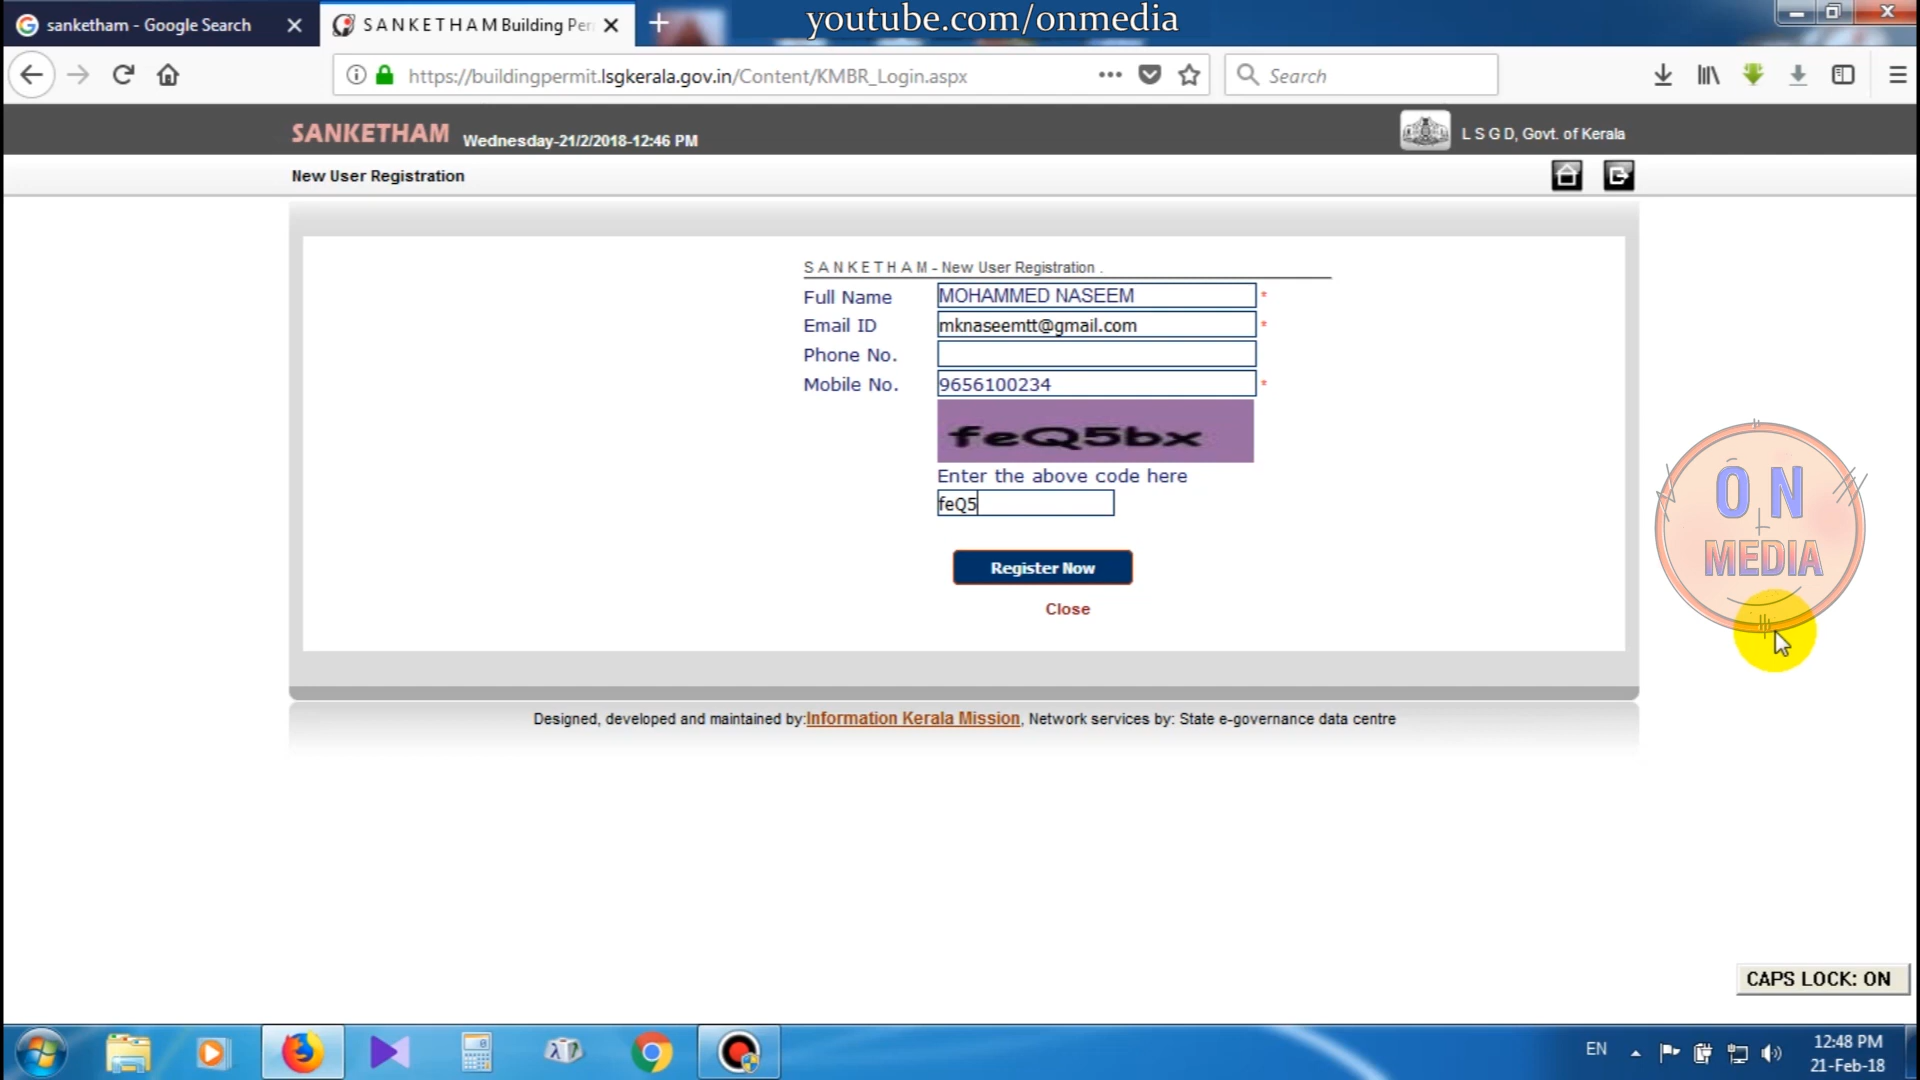 sanketham - Google Search
S A N K E T H A M Building Per
youtube.com/onmedia
https://buildingpermit.lsgkerala.gov.in/Content/KMBR_Login.aspx
Search
SANKETHAM Wednesday-21/2/2018-12:46 PM
L S G D, Govt. of Kerala
New User Registration
S A N K E T H A M - New User Registration .
Full Name MOHAMMED NASEEM *
Email ID mknaseemtt@gmail.com *
Phone No.
Mobile No. 9656100234 *
feQ5bx
Enter the above code here
feQ5
Register Now
Close
O N
MEDIA
Designed, developed and maintained by:Information Kerala Mission, Network services by: State e-governance data centre
CAPS LOCK: ON
EN
12:48 PM
21-Feb-18